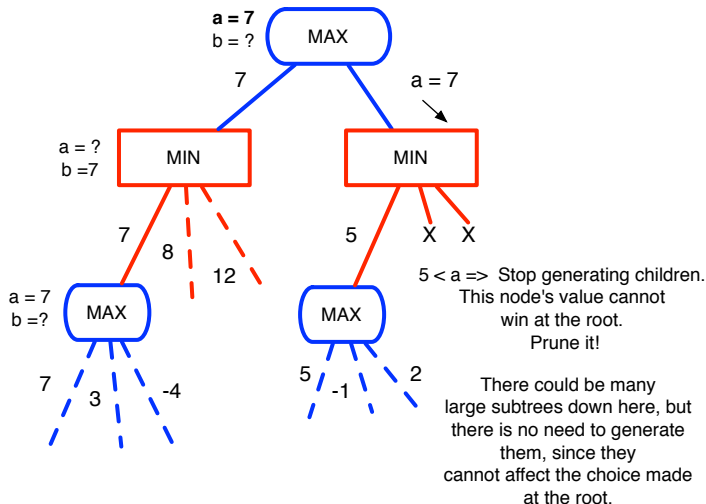 a = 7
b = ?
MAX
7
a = 7
a = ?
b =7
MIN
MIN
7
8
12
5
X
X
5 < a => Stop generating children.
This node's value cannot
win at the root.
Prune it!
a = 7
b =?
MAX
MAX
7
3
-4
5
-1
2
There could be many
large subtrees down here, but
there is no need to generate
them, since they
cannot affect the choice made
at the root.